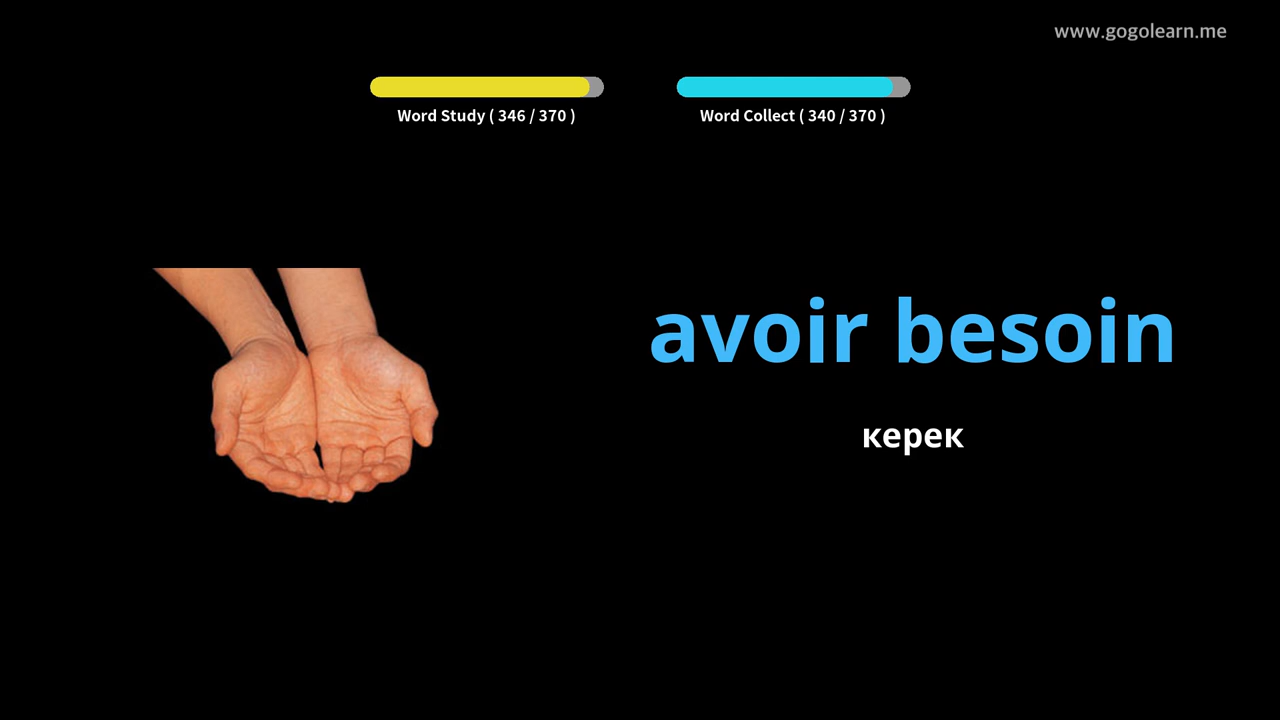 www.gogolearn.me
Word Study ( 346 / 370 )
Word Collect ( 340 / 370 )
avoir besoin
керек